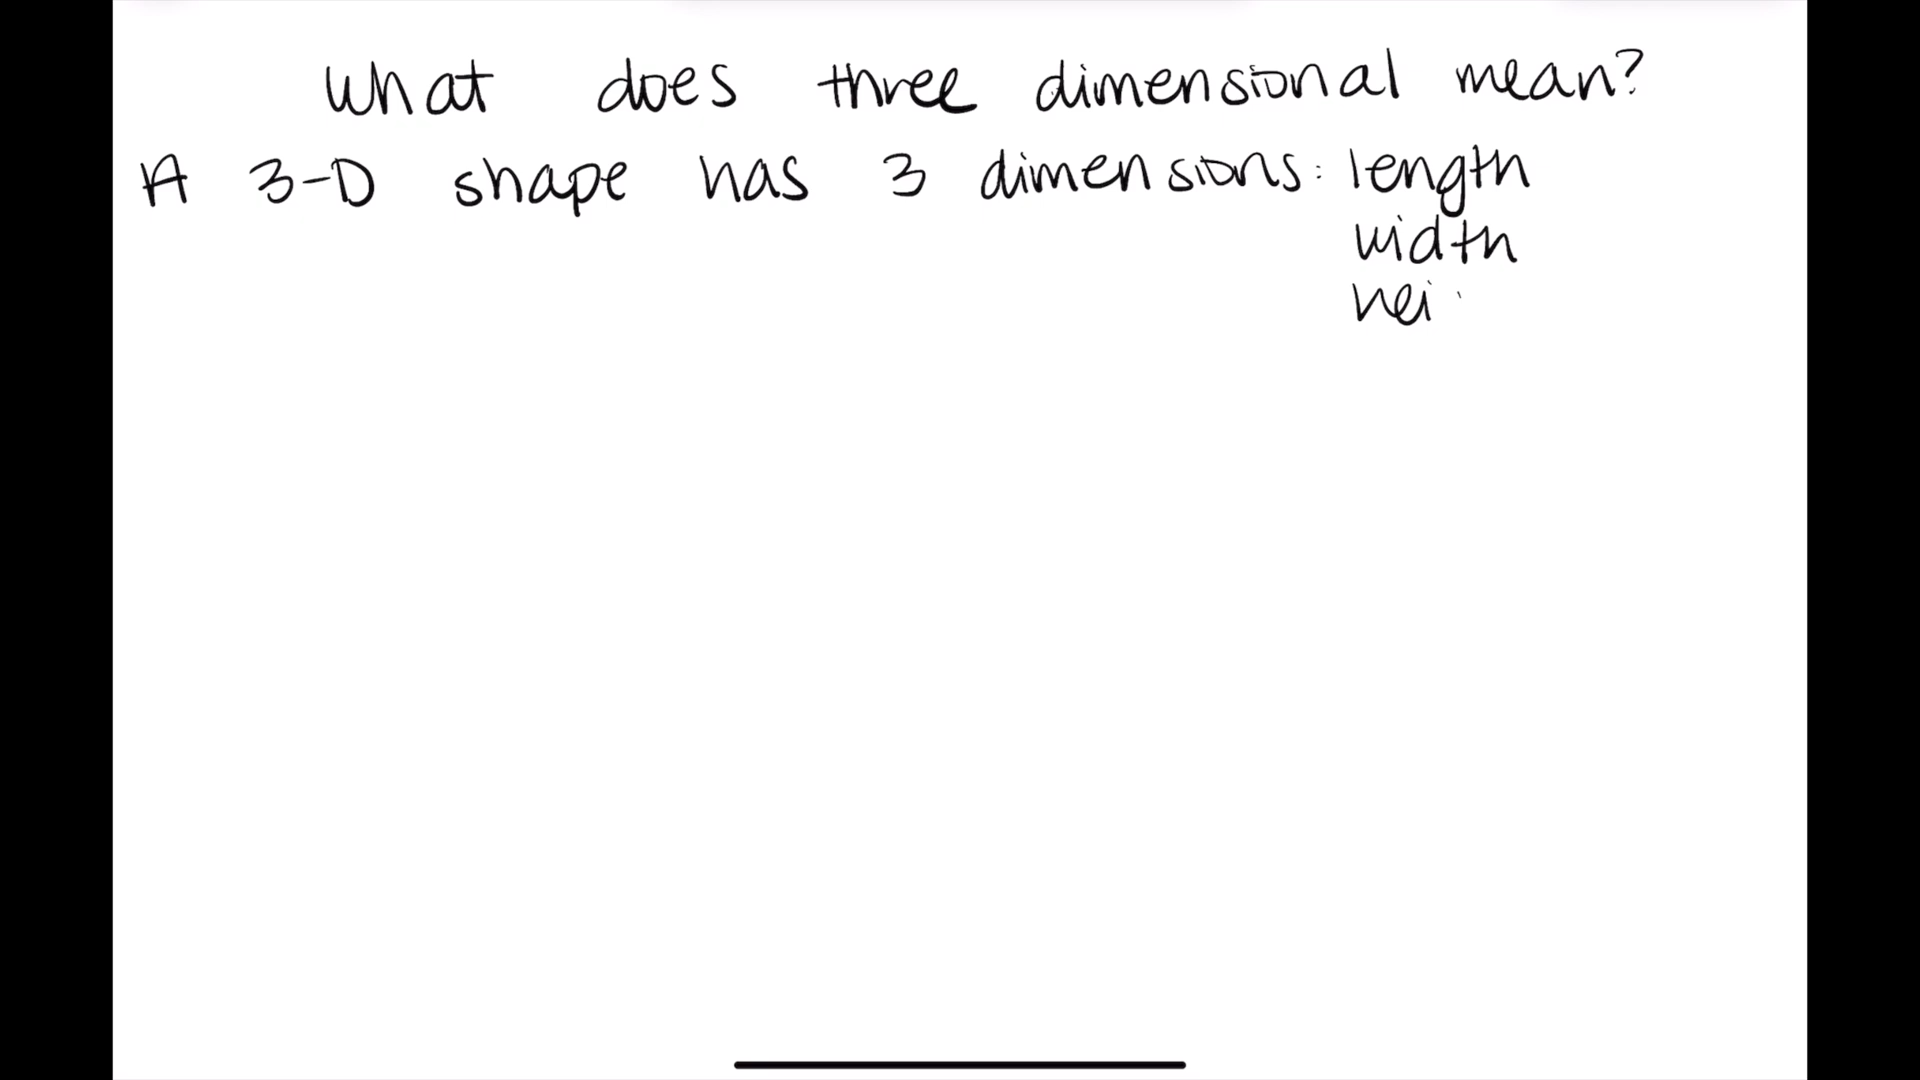 What does three dimensional mean?
A 3-D shape has 3 dimensions: length
width
hei